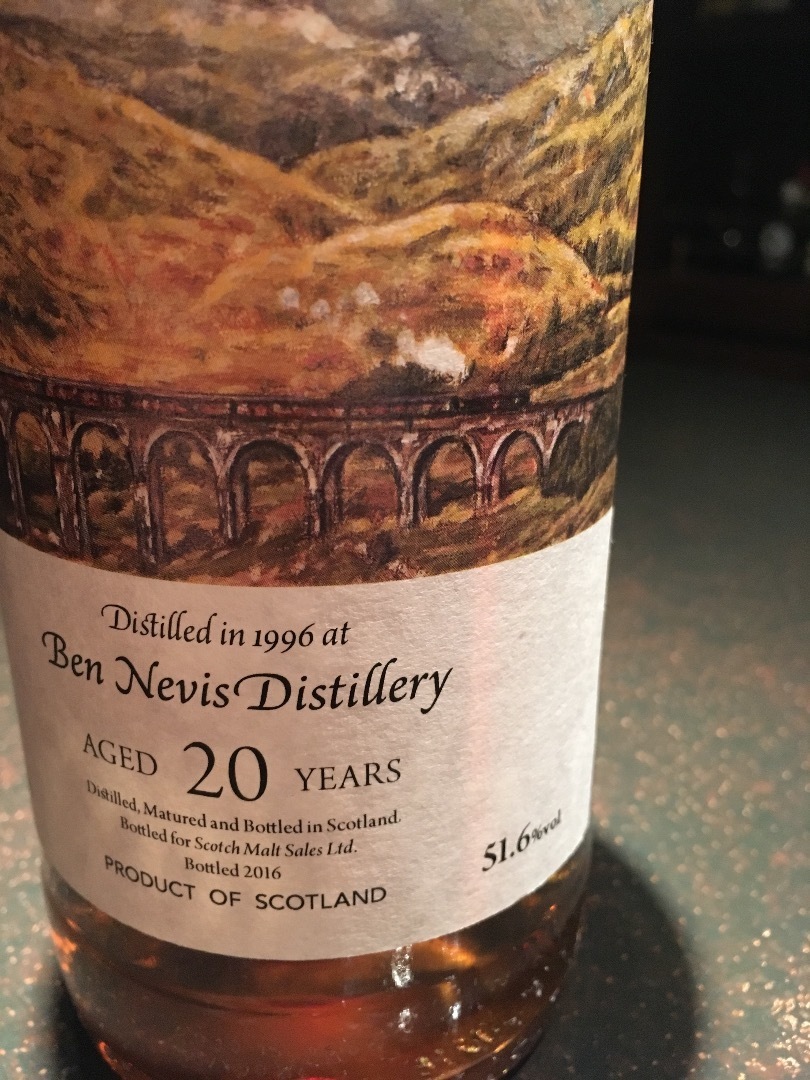 Distilled in 1996 at
Ben Nevis Distillery
AGED 20 YEARS
Distilled, Matured and Bottled in Scotland.
Bottled for Scotch Malt Sales Ltd.
Bottled 2016
PRODUCT OF SCOTLAND
51.6%vol